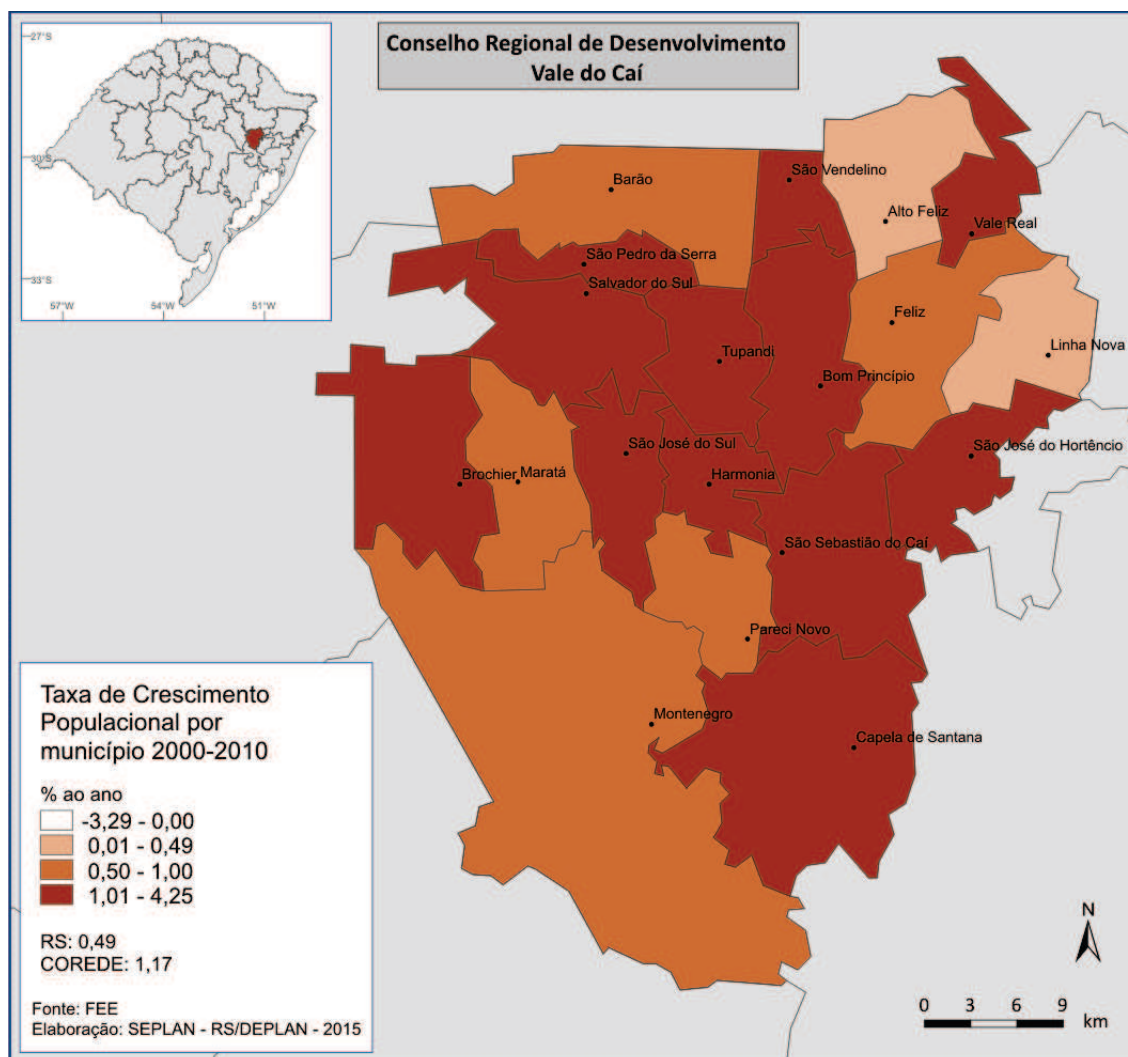 Conselho Regional de Desenvolvimento
Vale do Caí
27°S
30°S
33°S
57°W
54°W
51°W
São Vendelino
Barão
Alto Feliz
Vale Real
São Pedro da Serra
Salvador do Sul
Feliz
Linha Nova
Tupandi
Bom Princípio
São José do Sul
São José do Hortêncio
Brochier
Maratá
Harmonia
São Sebastião do Caí
Pareci Novo
Montenegro
Capela de Santana
Taxa de Crescimento
Populacional por
município 2000-2010
% ao ano
-3,29 - 0,00
0,01 - 0,49
0,50 - 1,00
1,01 - 4,25
RS: 0,49
COREDE: 1,17
Fonte: FEE
Elaboração: SEPLAN - RS/DEPLAN - 2015
N
0 3 6 9
km